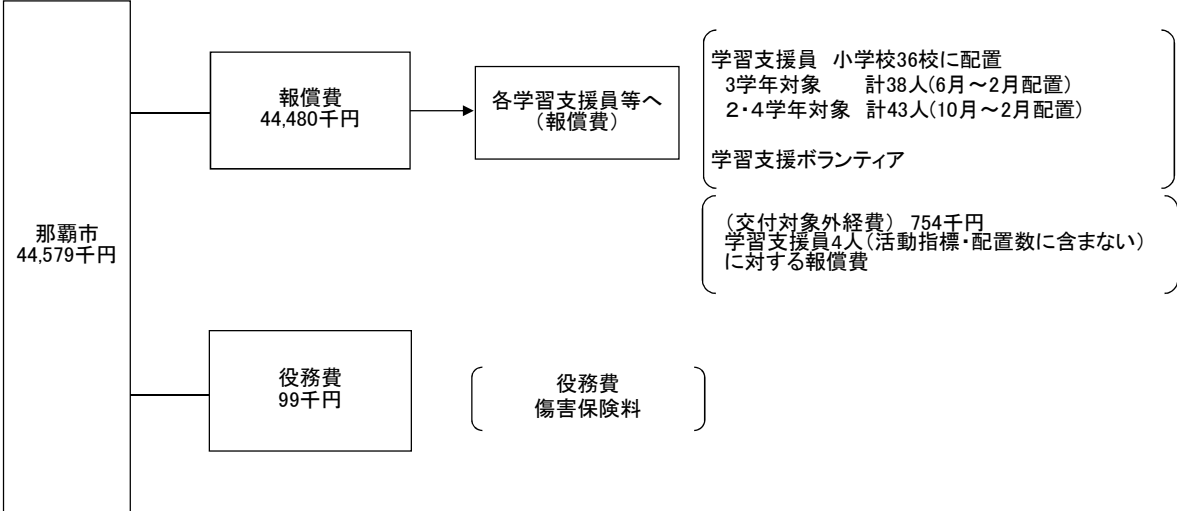 那覇市
44,579千円
報償費
44,480千円
各学習支援員等へ
（報償費）
学習支援員　小学校36校に配置
3学年対象　　計38人(6月～2月配置)
２・４学年対象　計43人(10月～2月配置)
学習支援ボランティア
（交付対象外経費）　754千円
学習支援員4人（活動指標・配置数に含まない）
に対する報償費
役務費
99千円
役務費
傷害保険料